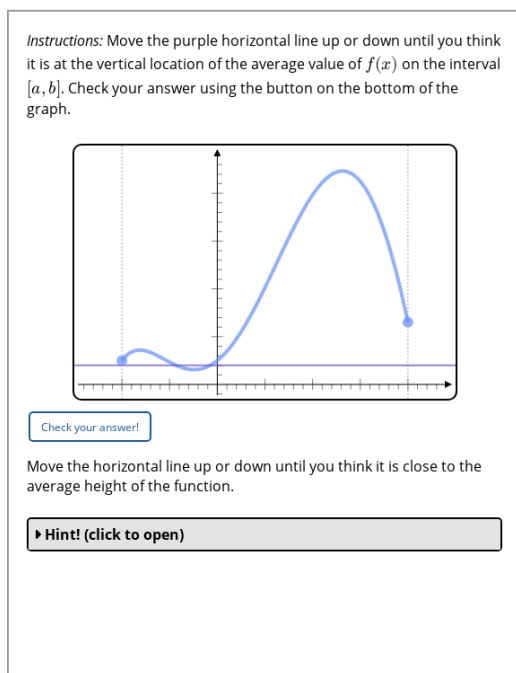 Instructions: Move the purple horizontal line up or down until you think
it is at the vertical location of the average value of f(x) on the interval
[a, b]. Check your answer using the button on the bottom of the
graph.
Check your answer!
Move the horizontal line up or down until you think it is close to the
average height of the function.
Hint! (click to open)